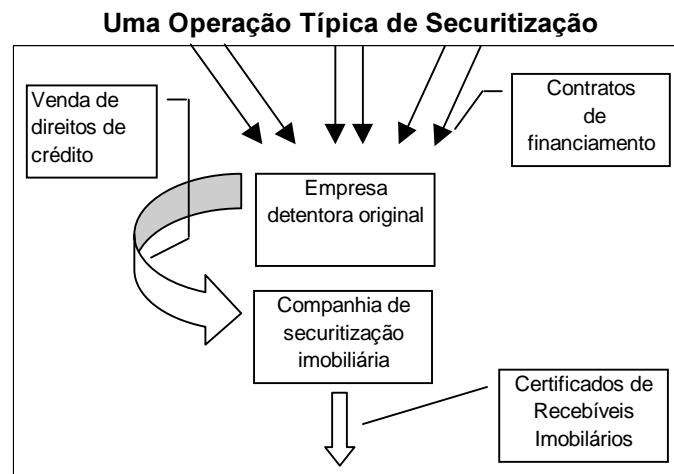 Uma Operação Típica de Securitização
Venda de
direitos de
crédito
Contratos
de
financiamento
Empresa
detentora original
Companhia de
securitização
imobiliária
Certificados de
Recebíveis
Imobiliários